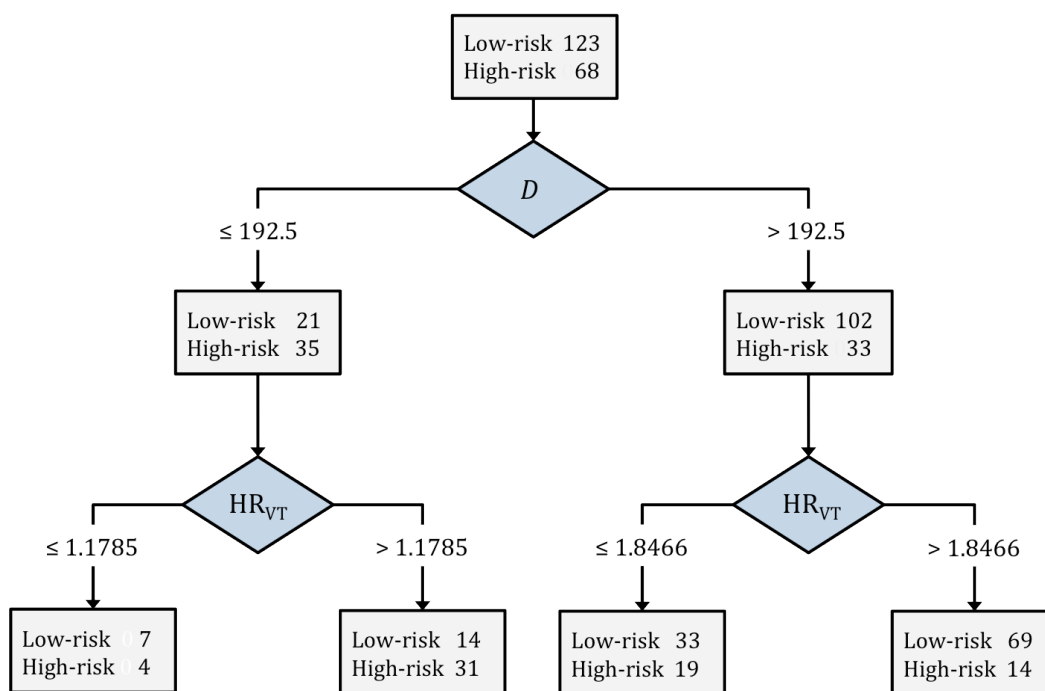 Low-risk 123
High-risk 68
D
≤ 192.5
> 192.5
Low-risk 21
High-risk 35
Low-risk 102
High-risk 33
HR_VT
HR_VT
≤ 1.1785
> 1.1785
≤ 1.8466
> 1.8466
Low-risk 7
High-risk 4
Low-risk 14
High-risk 31
Low-risk 33
High-risk 19
Low-risk 69
High-risk 14